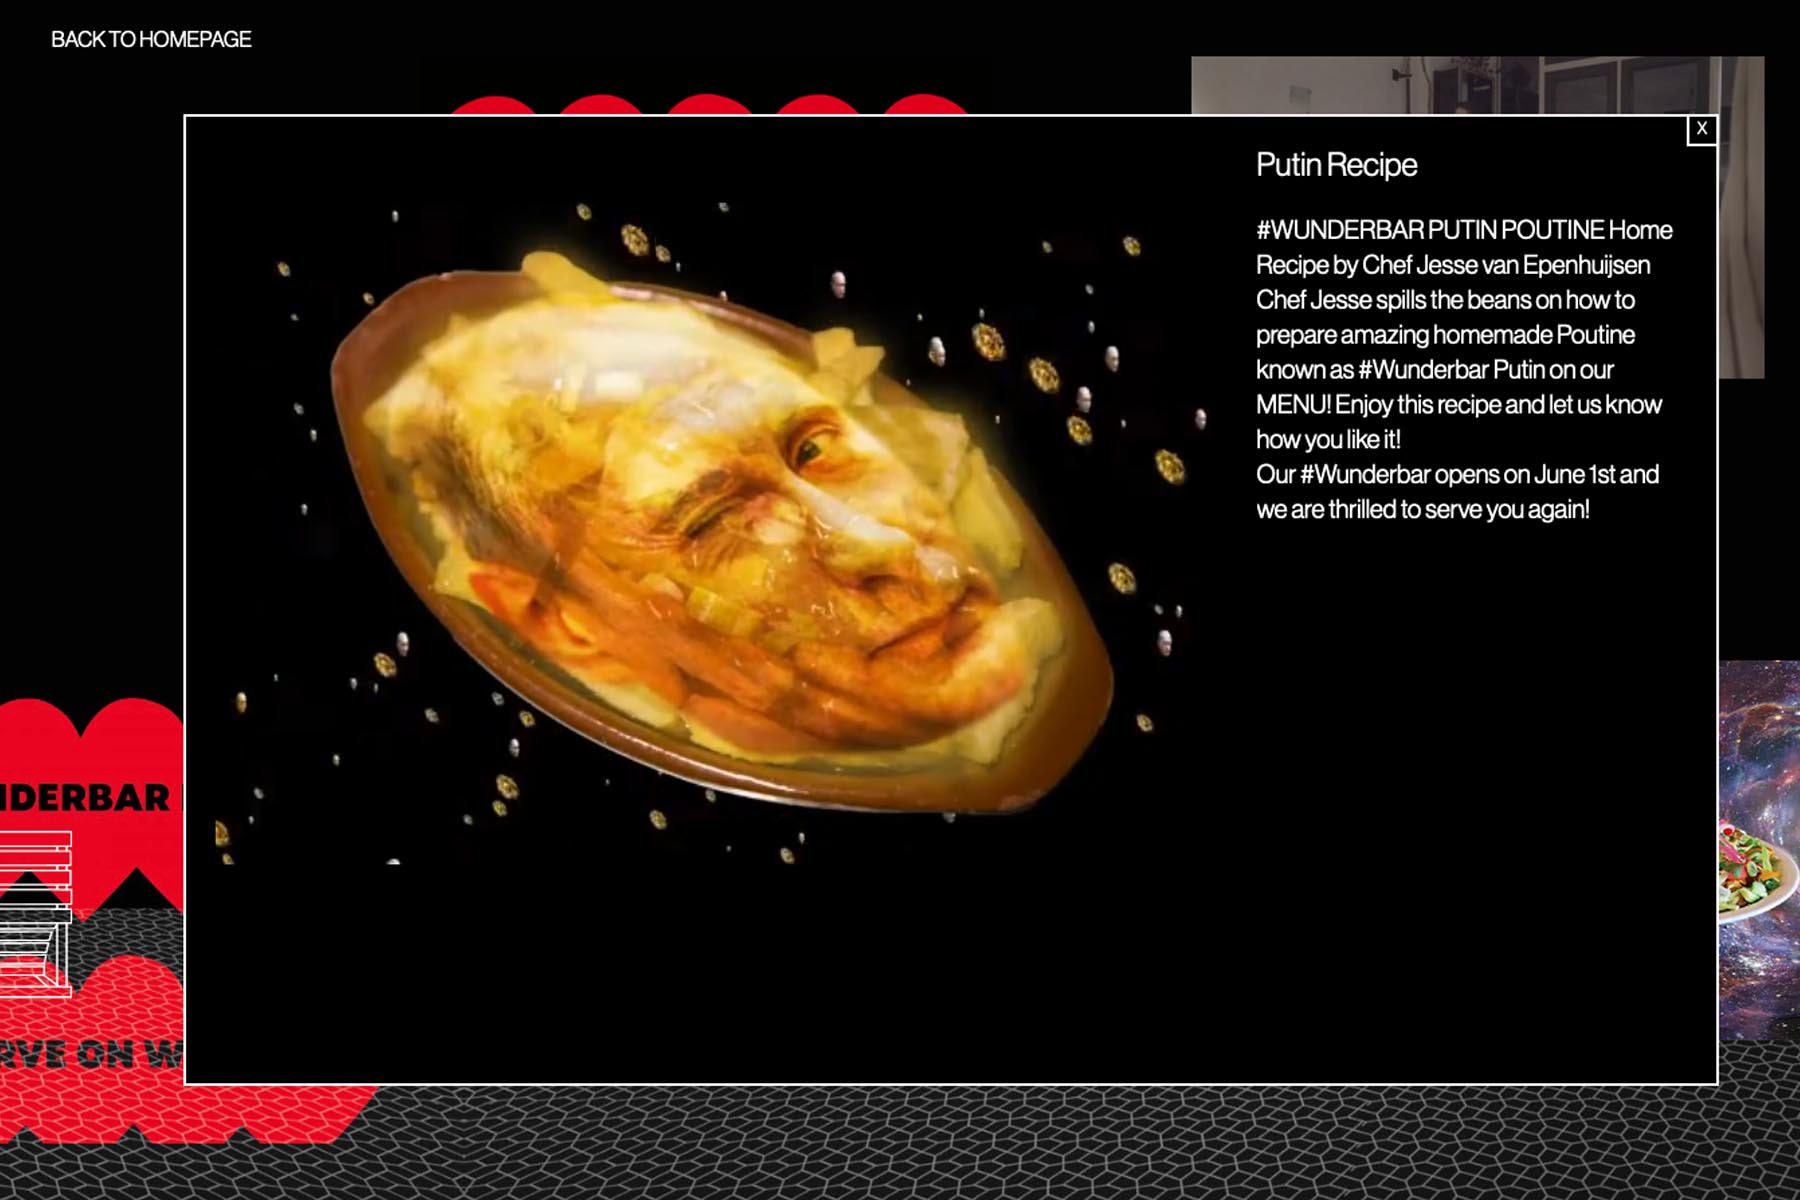 BACK TO HOMEPAGE
X
Putin Recipe
#WUNDERBAR PUTIN POUTINE Home
Recipe by Chef Jesse van Epenhuijsen
Chef Jesse spills the beans on how to
prepare amazing homemade Poutine
known as #Wunderbar Putin on our
MENU! Enjoy this recipe and let us know
how you like it!
Our #Wunderbar opens on June 1st and
we are thrilled to serve you again!
NDERBAR
RVE ON W